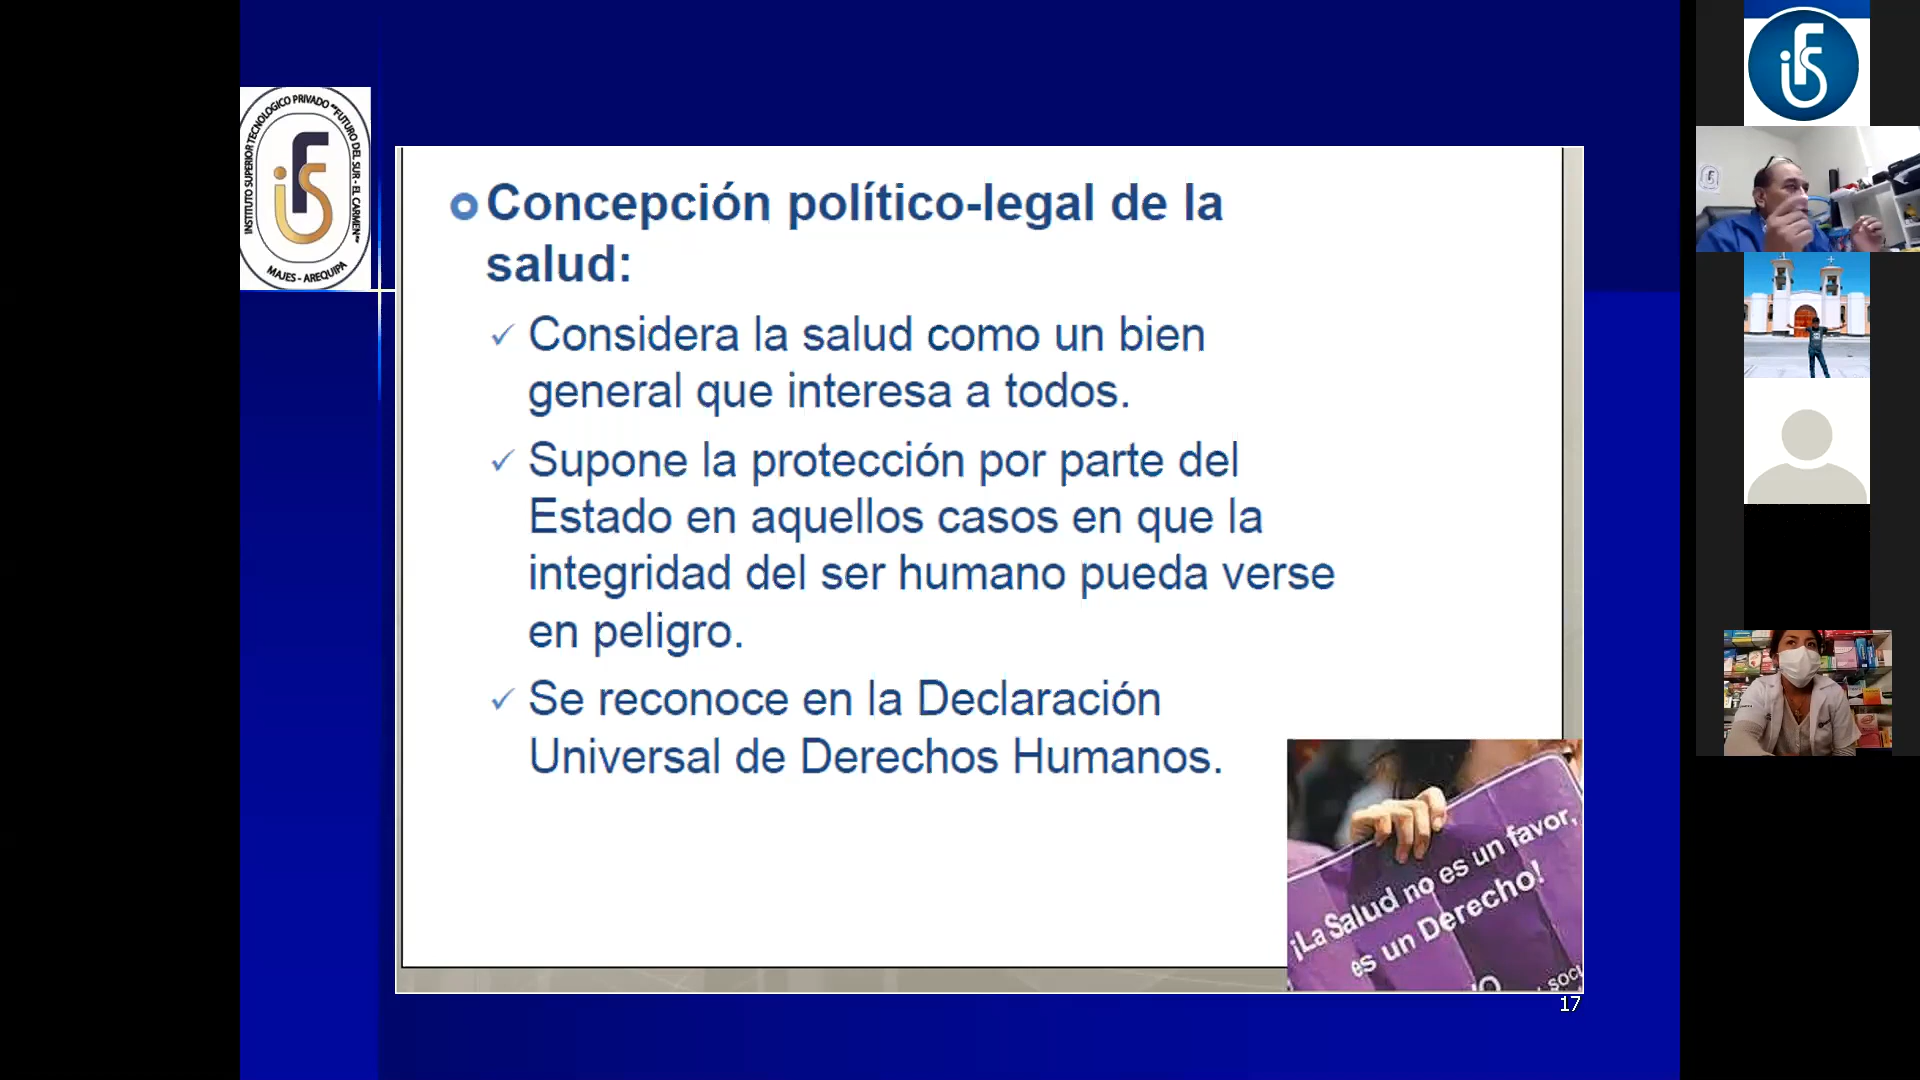 INSTITUTO SUPERIOR TECNOLOGICO PRIVADO "FUTURO DEL SUR - EL CARMEN"
iFS
MAJES - AREQUIPA
Concepción político-legal de la
salud:
✓ Considera la salud como un bien
general que interesa a todos.
✓ Supone la protección por parte del
Estado en aquellos casos en que la
integridad del ser humano pueda verse
en peligro.
✓ Se reconoce en la Declaración
Universal de Derechos Humanos.
¡La Salud no es un favor,
es un Derecho!
17
iFS